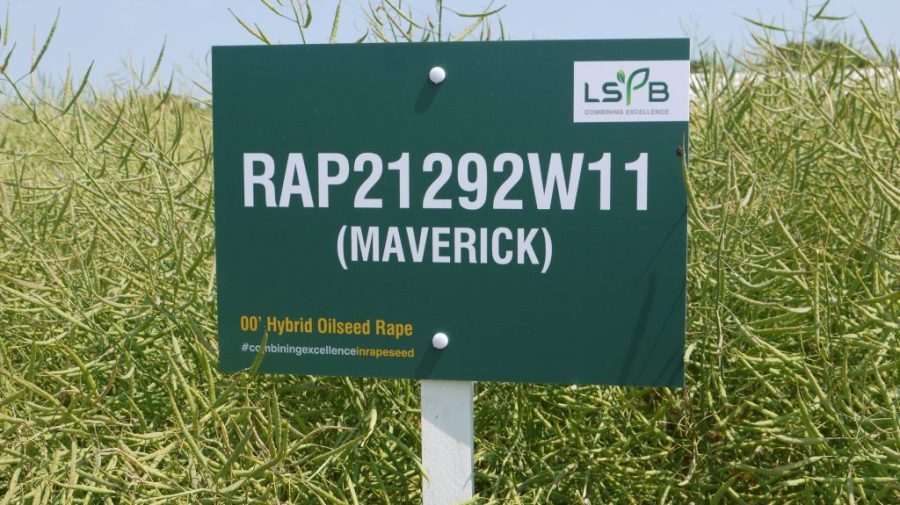 LSPB
COMBINING EXCELLENCE
RAP21292W11
(MAVERICK)
00' Hybrid Oilseed Rape
#combiningexcellenceinrapeseed